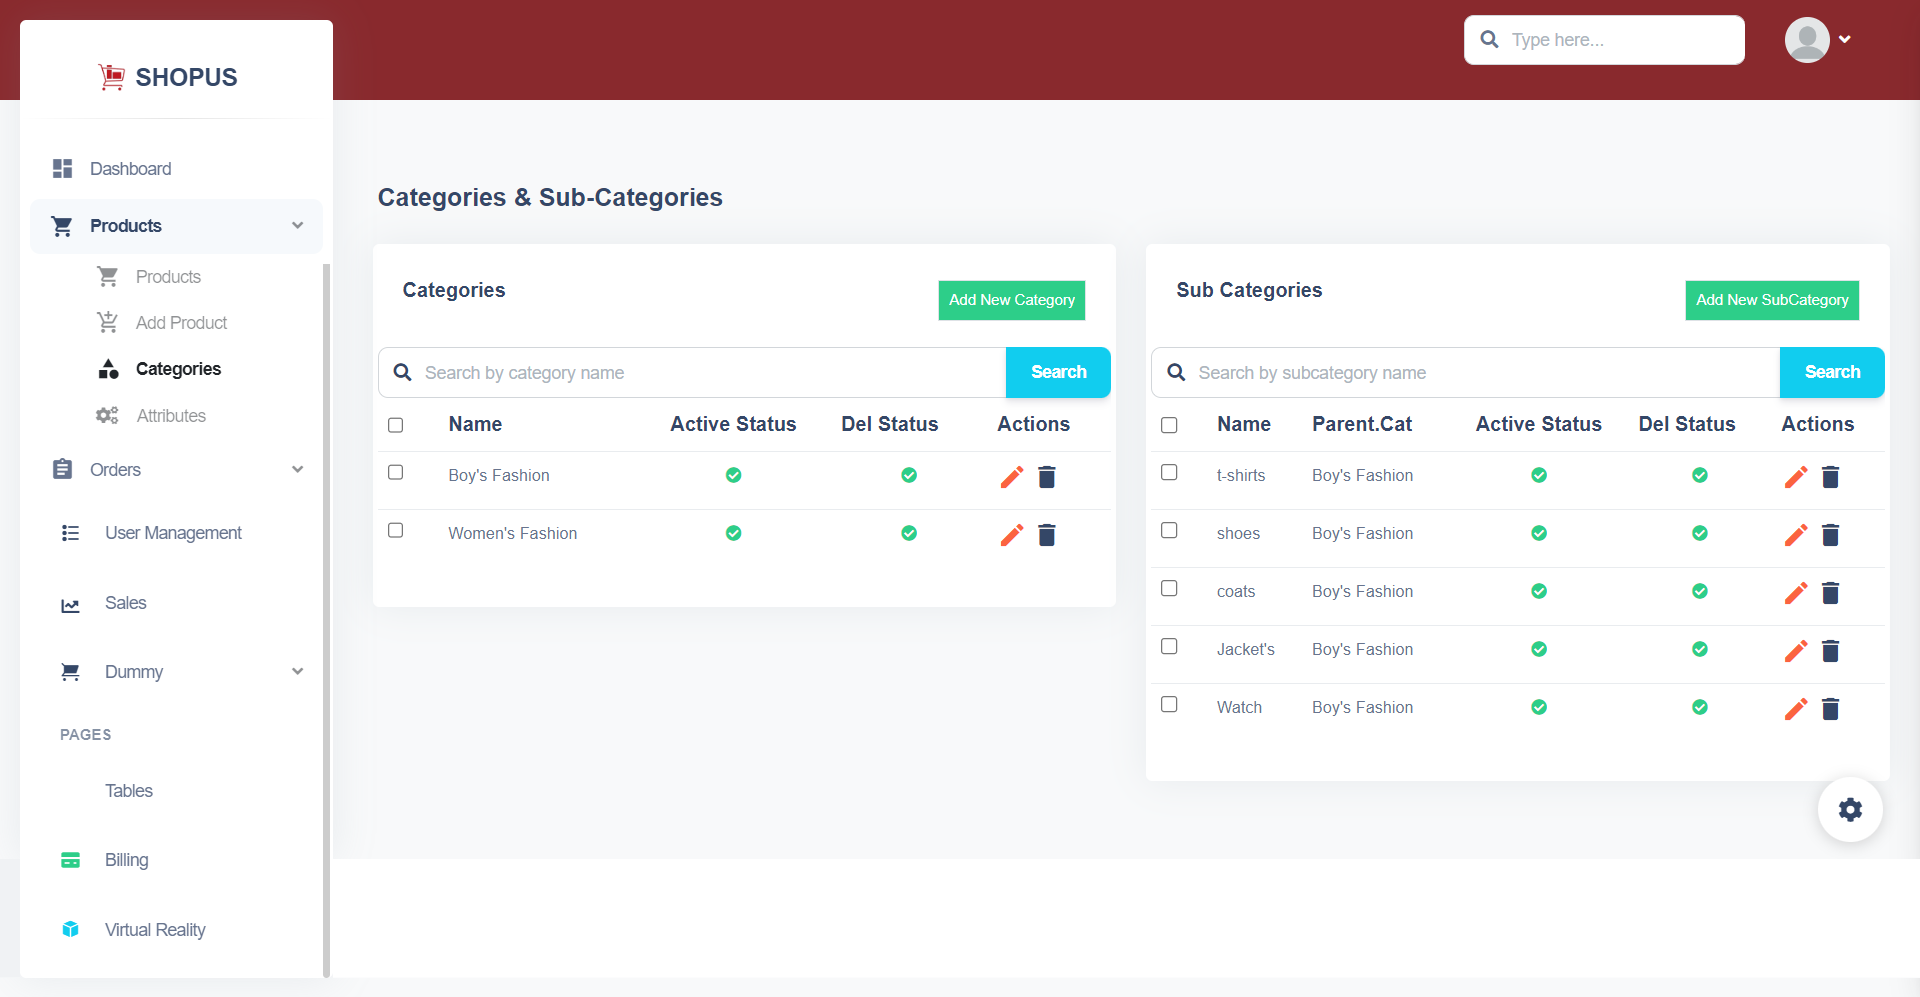 SHOPUS
Type here...
Dashboard
Products
Products
Add Product
Categories
Attributes
Orders
User Management
Sales
Dummy
PAGES
Tables
Billing
Virtual Reality
Categories & Sub-Categories
Categories
Add New Category
Search by category name
Search
Name Active Status Del Status Actions
Boy's Fashion
Women's Fashion
Sub Categories
Add New SubCategory
Search by subcategory name
Search
Name Parent.Cat Active Status Del Status Actions
t-shirts Boy's Fashion
shoes Boy's Fashion
coats Boy's Fashion
Jacket's Boy's Fashion
Watch Boy's Fashion